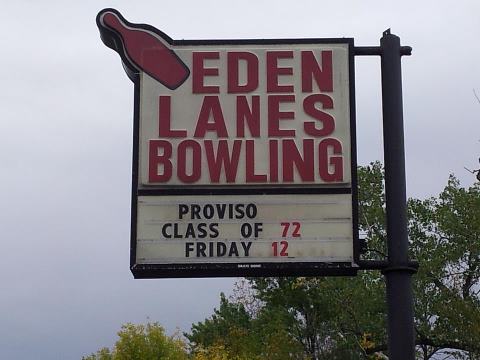 EDEN
LANES
BOWLING
PROVISO
CLASS OF 72
FRIDAY 12